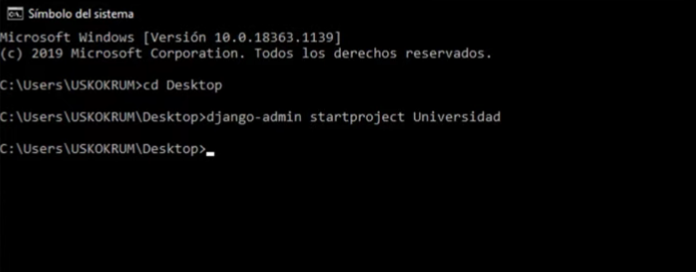 Símbolo del sistema
Microsoft Windows [Versión 10.0.18363.1139]
(c) 2019 Microsoft Corporation. Todos los derechos reservados.
C:\Users\USKOKRUM>cd Desktop
C:\Users\USKOKRUM\Desktop>django-admin startproject Universidad
C:\Users\USKOKRUM\Desktop>